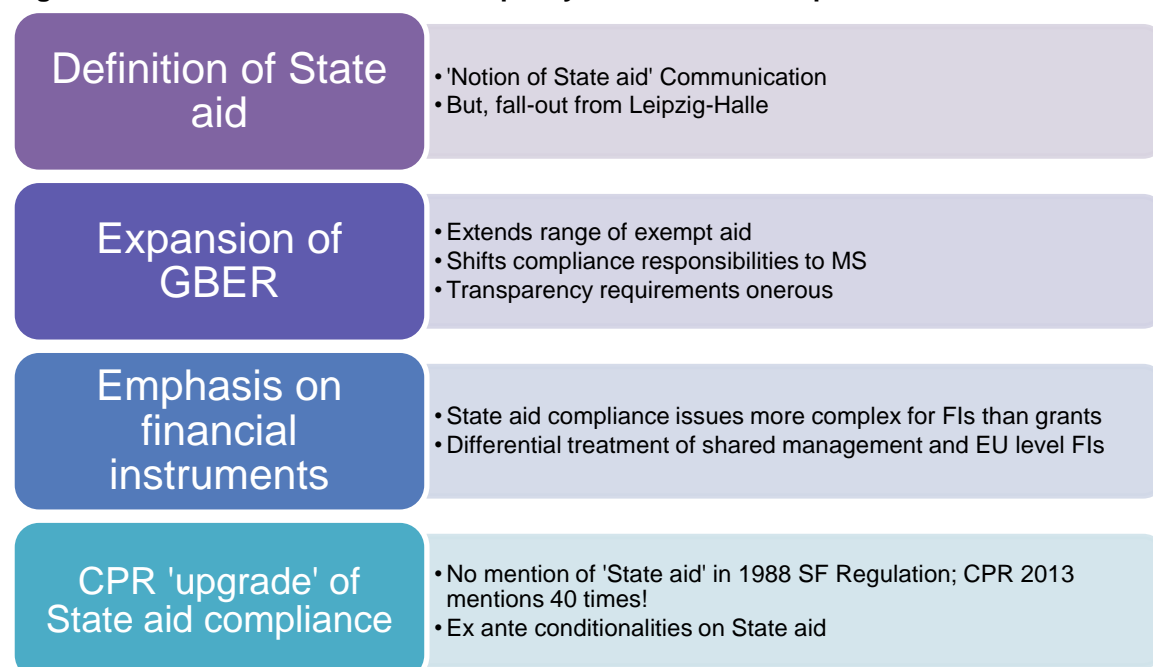 Definition of State
aid
• 'Notion of State aid' Communication
• But, fall-out from Leipzig-Halle
Expansion of
GBER
• Extends range of exempt aid
• Shifts compliance responsibilities to MS
• Transparency requirements onerous
Emphasis on
financial
instruments
• State aid compliance issues more complex for FIs than grants
• Differential treatment of shared management and EU level FIs
CPR 'upgrade' of
State aid compliance
• No mention of 'State aid' in 1988 SF Regulation; CPR 2013
mentions 40 times!
• Ex ante conditionalities on State aid